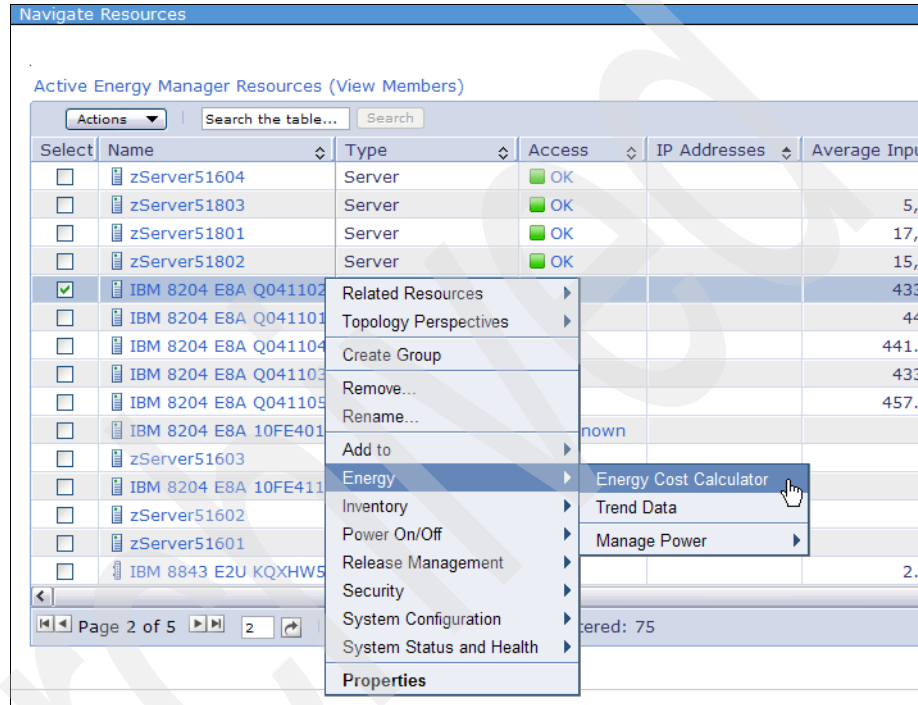 Navigate Resources
Active Energy Manager Resources (View Members)
Actions Search the table... Search
Select Name Type Access IP Addresses Average Inpu
zServer51604 Server OK
zServer51803 Server OK 5,
zServer51801 Server OK 17,
zServer51802 Server OK 15,
IBM 8204 E8A Q041102 433
IBM 8204 E8A Q041101 44
IBM 8204 E8A Q041104 441.
IBM 8204 E8A Q041103 433
IBM 8204 E8A Q041105 457.
IBM 8204 E8A 10FE401 nown
zServer51603
IBM 8204 E8A 10FE411
zServer51602
zServer51601
IBM 8843 E2U KQXHW5 2.
Page 2 of 5 2 tered: 75
Related Resources
Topology Perspectives
Create Group
Remove...
Rename...
Add to
Energy
Inventory
Power On/Off
Release Management
Security
System Configuration
System Status and Health
Properties
Energy Cost Calculator
Trend Data
Manage Power